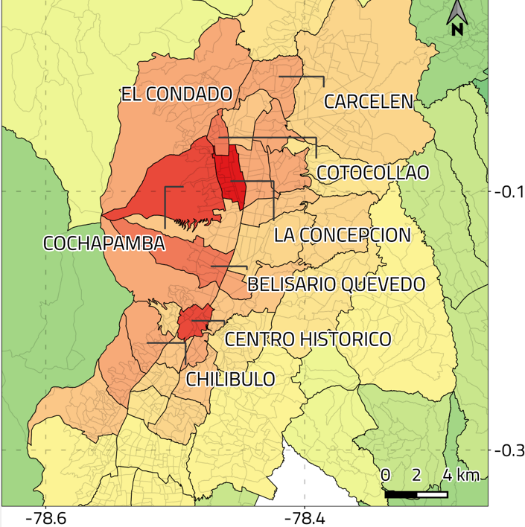 N
EL CONDADO
CARCELEN
COTOCOLLAO
-0.1
LA CONCEPCION
COCHAPAMBA
BELISARIO QUEVEDO
CENTRO HISTORICO
CHILIBULO
-0.3
0 2 4 km
-78.6 -78.4